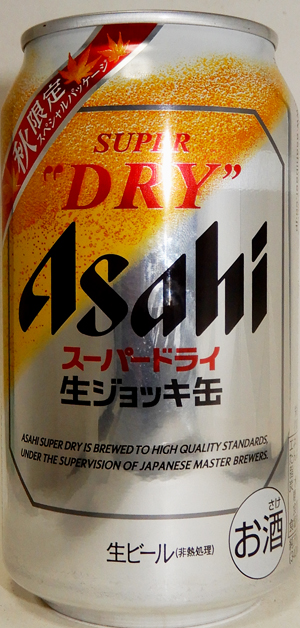 秋限定
スペシャルパッケージ
SUPER
"DRY"
Asahi
スーパードライ
生ジョッキ缶
ASAHI SUPER DRY IS BREWED TO HIGH QUALITY STANDARDS,
UNDER THE SUPERVISION OF JAPANESE MASTER BREWERS.
生ビール(非熱処理)
さけ
お酒